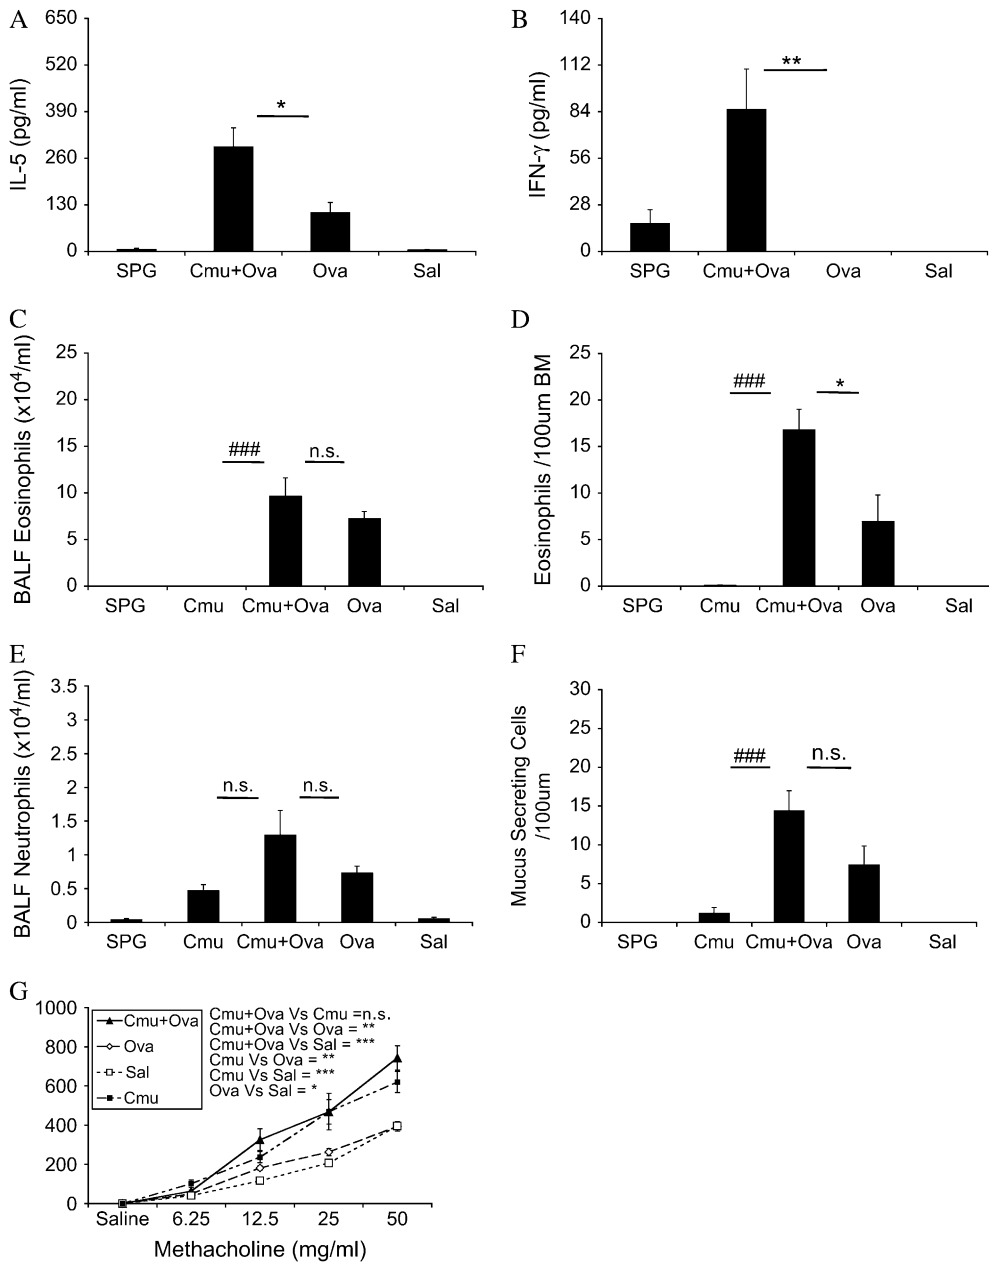 A
IL-5 (pg/ml)
650
520
390
260
130
0
*
SPG Cmu+Ova Ova Sal
B
IFN-γ (pg/ml)
140
112
84
56
28
0
**
SPG Cmu+Ova Ova Sal
C
BALF Eosinophils (x10⁴/ml)
25
20
15
10
5
0
### n.s.
SPG Cmu Cmu+Ova Ova Sal
D
Eosinophils /100um BM
25
20
15
10
5
0
### *
SPG Cmu Cmu+Ova Ova Sal
E
BALF Neutrophils (x10⁴/ml)
3.5
3
2.5
2
1.5
1
0.5
0
n.s. n.s.
SPG Cmu Cmu+Ova Ova Sal
F
Mucus Secreting Cells
/100um
30
25
20
15
10
5
0
### n.s.
SPG Cmu Cmu+Ova Ova Sal
G
1000
800
600
400
200
0
Cmu+Ova
Ova
Sal
Cmu
Cmu+Ova Vs Cmu =n.s.
Cmu+Ova Vs Ova = **
Cmu+Ova Vs Sal = ***
Cmu Vs Ova = **
Cmu Vs Sal = ***
Ova Vs Sal = *
Saline 6.25 12.5 25 50
Methacholine (mg/ml)